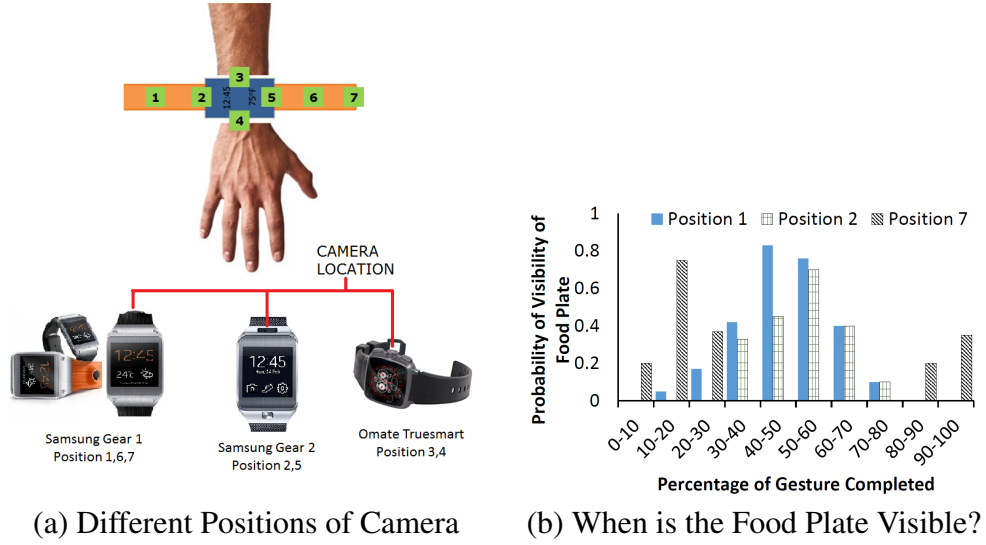 3
1
2
12:45
75°F
5
6
7
4
CAMERA
LOCATION
12:45
24°C
12:45
Samsung Gear 1
Position 1,6,7
Samsung Gear 2
Position 2,5
Omate Truesmart
Position 3,4
(a) Different Positions of Camera
Position 1
Position 2
Position 7
Probability of Visibility of
Food Plate
1
0.8
0.6
0.4
0.2
0
0-10
10-20
20-30
30-40
40-50
50-60
60-70
70-80
80-90
90-100
Percentage of Gesture Completed
(b) When is the Food Plate Visible?